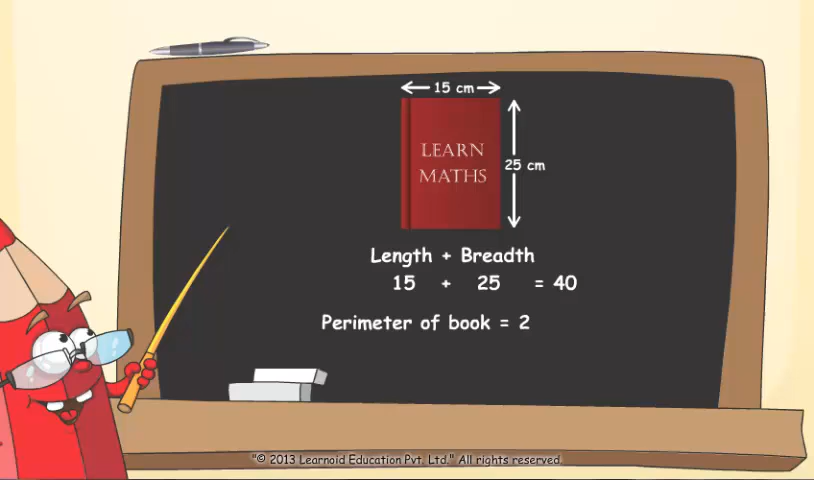 15 cm
LEARN
MATHS
25 cm
Length + Breadth
15 + 25 = 40
Perimeter of book = 2
"© 2013 Learnoid Education Pvt. Ltd." All rights reserved